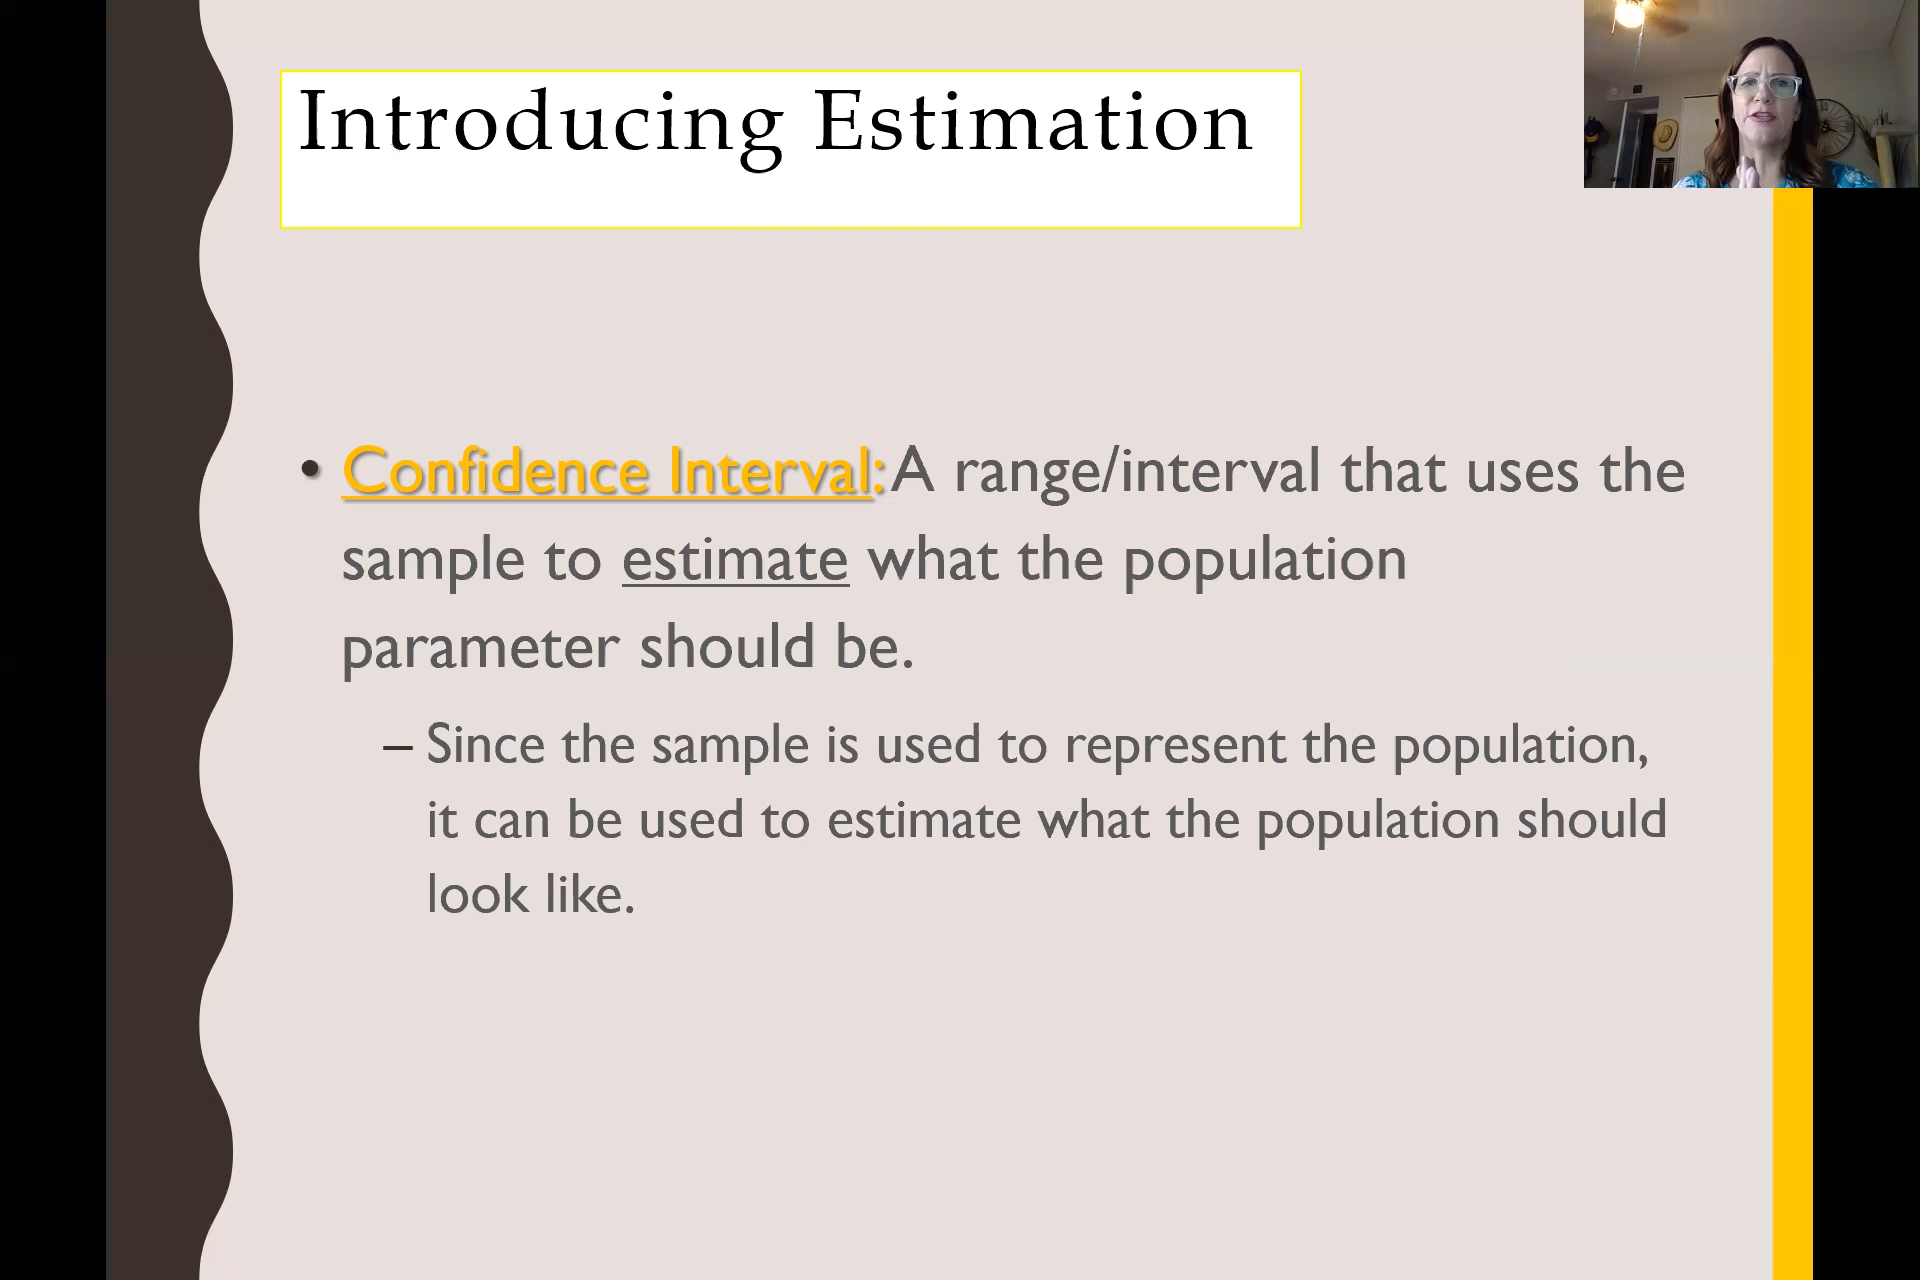 Introducing Estimation
• Confidence Interval: A range/interval that uses the
sample to estimate what the population
parameter should be.
– Since the sample is used to represent the population,
it can be used to estimate what the population should
look like.